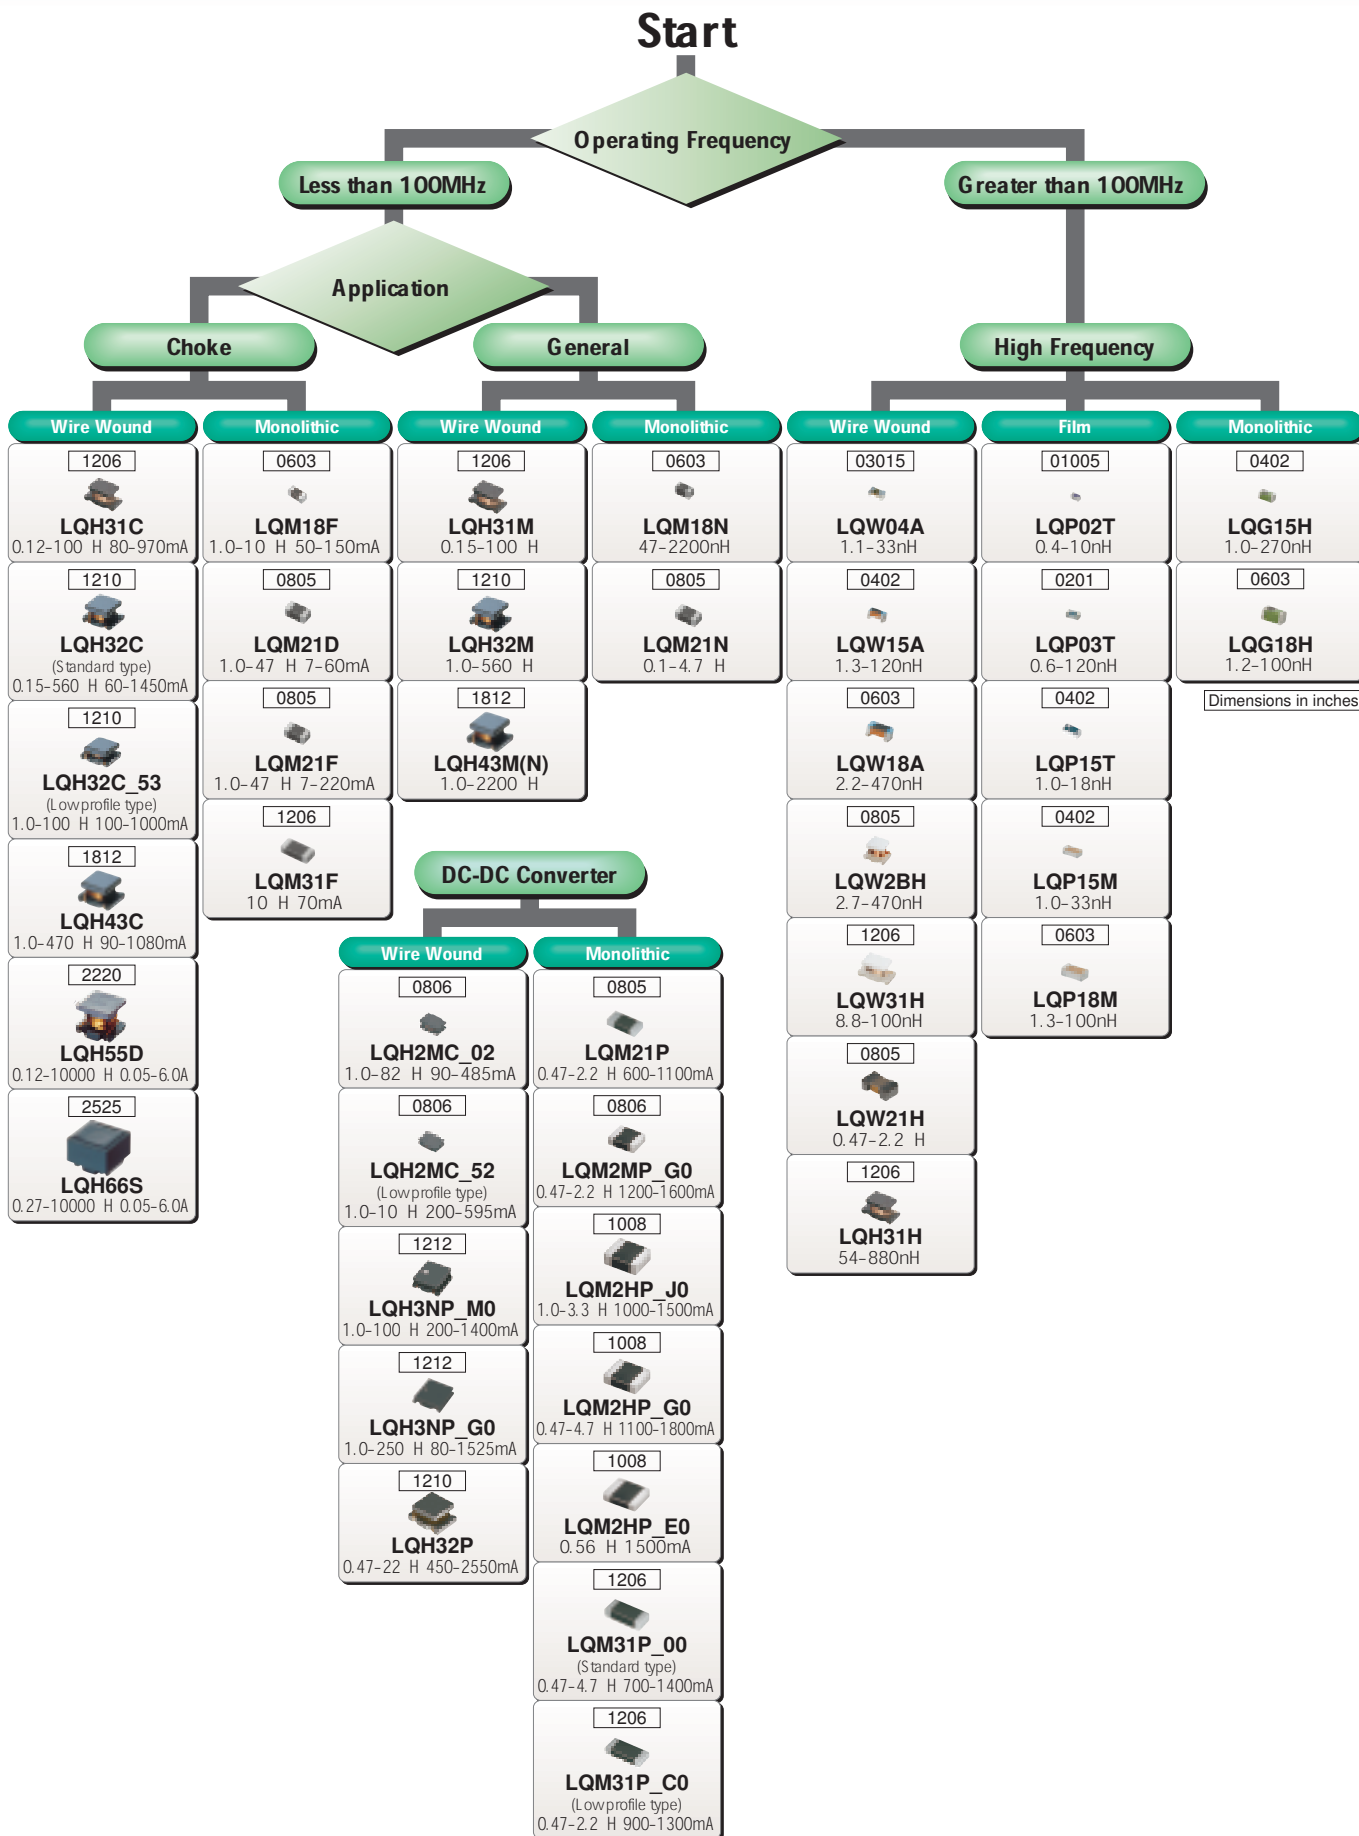 Start
Operating Frequency
Less than 100MHz
Greater than 100MHz
Application
Choke
General
High Frequency
Wire Wound
Monolithic
Wire Wound
Monolithic
Wire Wound
Film
Monolithic
1206
LQH31C
0.12-100 H 80-970mA
1210
LQH32C
(Standard type)
0.15-560 H 60-1450mA
1210
LQH32C_53
(Low profile type)
1.0-100 H 100-1000mA
1812
LQH43C
1.0-470 H 90-1080mA
2220
LQH55D
0.12-10000 H 0.05-6.0A
2525
LQH66S
0.27-10000 H 0.05-6.0A
0603
LQM18F
1.0-10 H 50-150mA
0805
LQM21D
1.0-47 H 7-60mA
0805
LQM21F
1.0-47 H 7-220mA
1206
LQM31F
10 H 70mA
1206
LQH31M
0.15-100 H
1210
LQH32M
1.0-560 H
1812
LQH43M(N)
1.0-2200 H
0603
LQM18N
47-2200nH
0805
LQM21N
0.1-4.7 H
03015
LQW04A
1.1-33nH
0402
LQW15A
1.3-120nH
0603
LQW18A
2.2-470nH
0805
LQW2BH
2.7-470nH
1206
LQW31H
8.8-100nH
0805
LQW21H
0.47-2.2 H
1206
LQH31H
54-880nH
01005
LQP02T
0.4-10nH
0201
LQP03T
0.6-120nH
0402
LQP15T
1.0-18nH
0402
LQP15M
1.0-33nH
0603
LQP18M
1.3-100nH
0402
LQG15H
1.0-270nH
0603
LQG18H
1.2-100nH
Dimensions in inches
DC-DC Converter
Wire Wound
Monolithic
0806
LQH2MC_02
1.0-82 H 90-485mA
0806
LQH2MC_52
(Low profile type)
1.0-10 H 200-595mA
1212
LQH3NP_M0
1.0-100 H 200-1400mA
1212
LQH3NP_G0
1.0-250 H 80-1525mA
1210
LQH32P
0.47-22 H 450-2550mA
0805
LQM21P
0.47-2.2 H 600-1100mA
0806
LQM2MP_G0
0.47-2.2 H 1200-1600mA
1008
LQM2HP_J0
1.0-3.3 H 1000-1500mA
1008
LQM2HP_G0
0.47-4.7 H 1100-1800mA
1008
LQM2HP_E0
0.56 H 1500mA
1206
LQM31P_00
(Standard type)
0.47-4.7 H 700-1400mA
1206
LQM31P_C0
(Low profile type)
0.47-2.2 H 900-1300mA